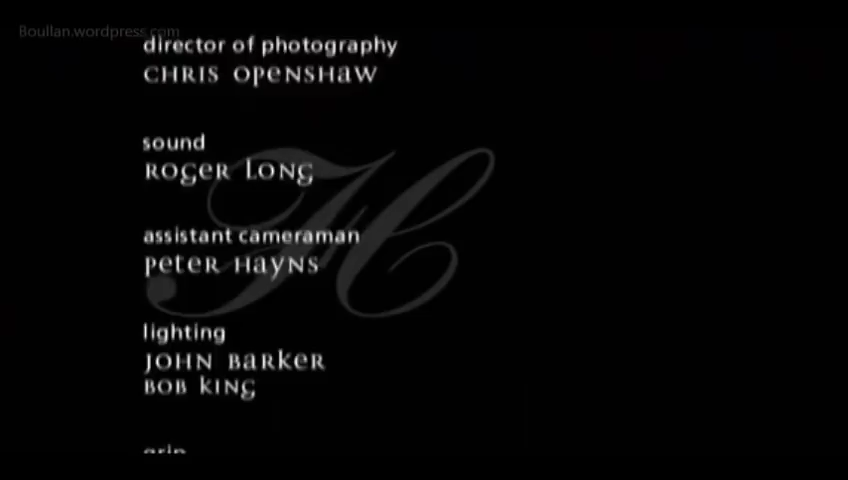 Boullan.wordpress.com
director of photography
CHRIS OPENSHAW
sound
ROGER LONG
assistant cameraman
PETER HAYNS
lighting
JOHN BARKER
BOB KING
grip